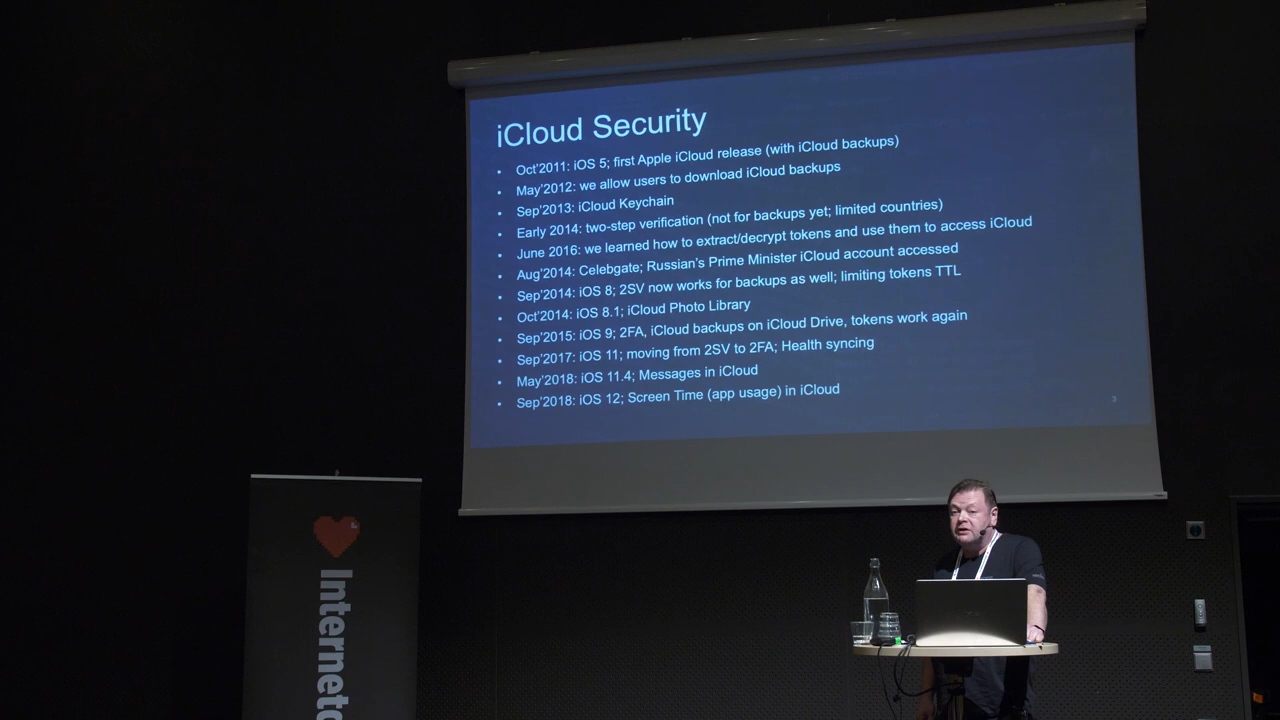 iCloud Security
• Oct'2011: iOS 5; first Apple iCloud release (with iCloud backups)
• May'2012: we allow users to download iCloud backups
• Sep'2013: iCloud Keychain
• Early 2014: two-step verification (not for backups yet; limited countries)
• June 2016: we learned how to extract/decrypt tokens and use them to access iCloud
• Aug'2014: Celebgate; Russian's Prime Minister iCloud account accessed
• Sep'2014: iOS 8; 2SV now works for backups as well; limiting tokens TTL
• Oct'2014: iOS 8.1; iCloud Photo Library
• Sep'2015: iOS 9; 2FA, iCloud backups on iCloud Drive, tokens work again
• Sep'2017: iOS 11; moving from 2SV to 2FA; Health syncing
• May'2018: iOS 11.4; Messages in iCloud
• Sep'2018: iOS 12; Screen Time (app usage) in iCloud
3